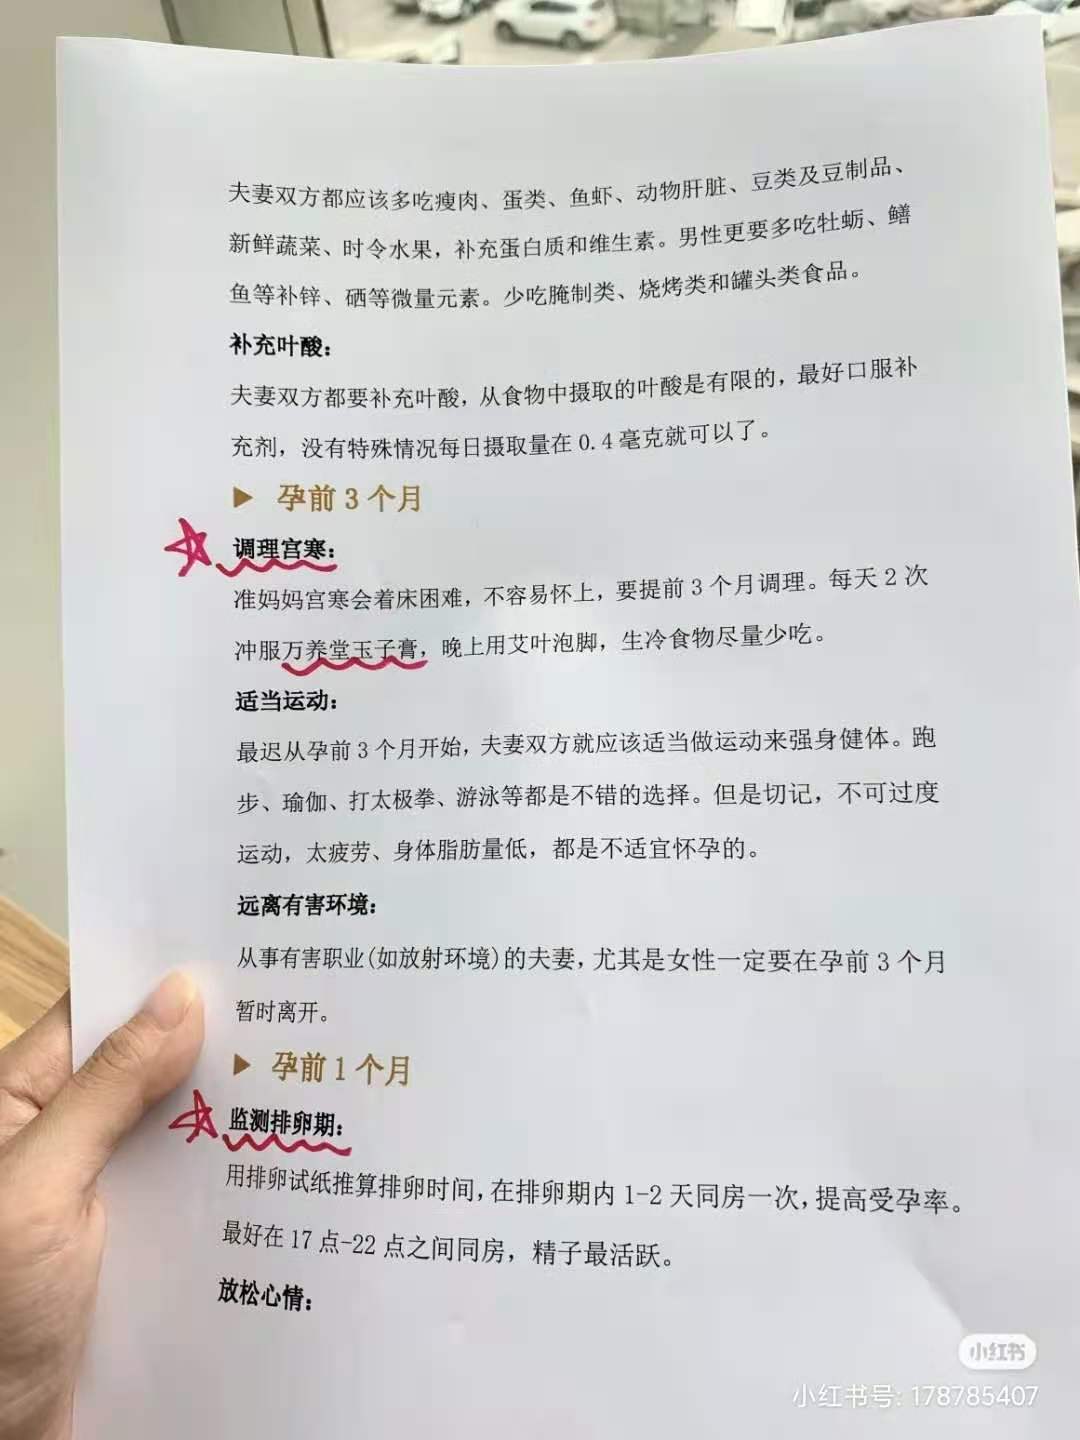 夫妻双方都应该多吃瘦肉、蛋类、鱼虾、动物肝脏、豆类及豆制品、
新鲜蔬菜、时令水果，补充蛋白质和维生素。男性更要多吃牡蛎、鳝
鱼等补锌、硒等微量元素。少吃腌制类、烧烤类和罐头类食品。
补充叶酸：
夫妻双方都要补充叶酸，从食物中摄取的叶酸是有限的，最好口服补
充剂，没有特殊情况每日摄取量在 0.4 毫克就可以了。
▶ 孕前 3 个月
调理宫寒：
准妈妈宫寒会着床困难，不容易怀上，要提前 3 个月调理。每天 2 次
冲服万养堂玉子膏，晚上用艾叶泡脚，生冷食物尽量少吃。
适当运动：
最迟从孕前 3 个月开始，夫妻双方就应该适当做运动来强身健体。跑
步、瑜伽、打太极拳、游泳等都是不错的选择。但是切记，不可过度
运动，太疲劳、身体脂肪量低，都是不适宜怀孕的。
远离有害环境：
从事有害职业(如放射环境)的夫妻，尤其是女性一定要在孕前 3 个月
暂时离开。
▶ 孕前 1 个月
监测排卵期：
用排卵试纸推算排卵时间，在排卵期内 1-2 天同房一次，提高受孕率。
最好在 17 点-22 点之间同房，精子最活跃。
放松心情：
小红书
小红书号: 178785407